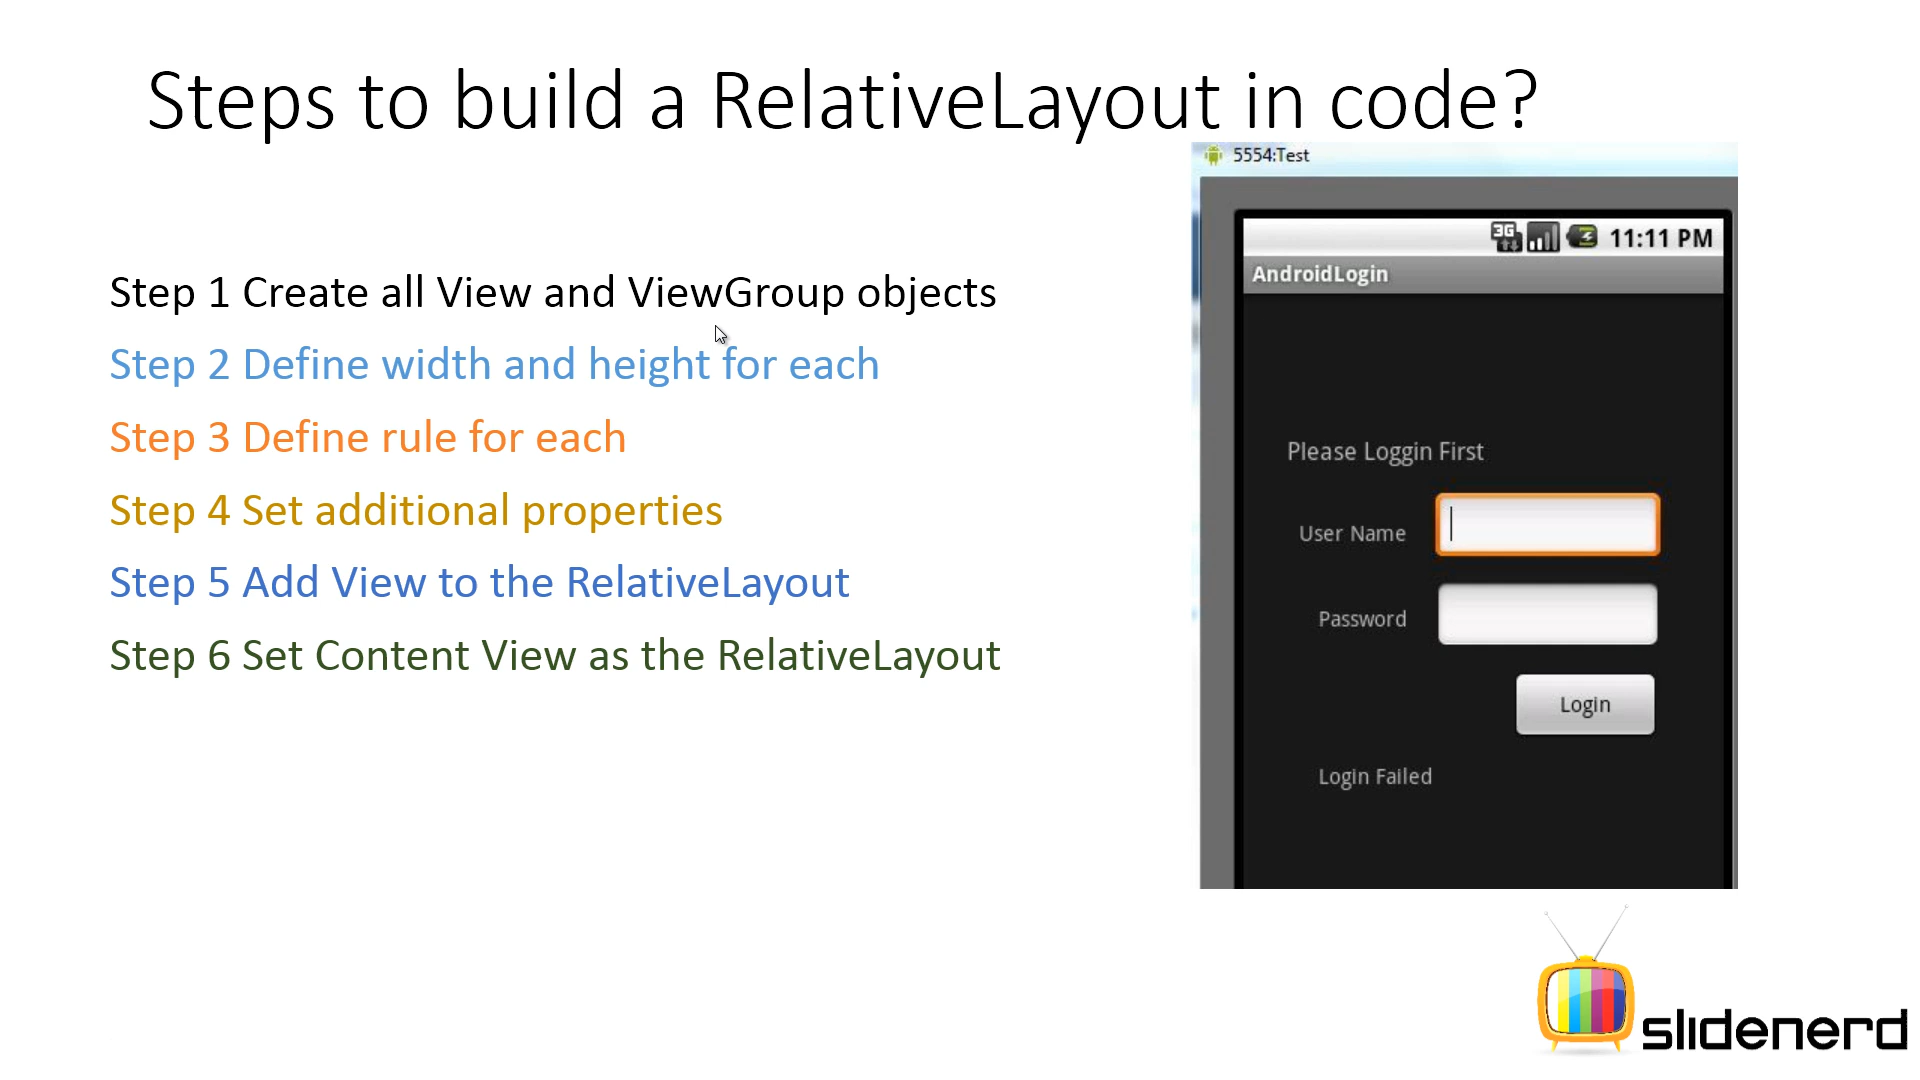 Steps to build a RelativeLayout in code?
Step 1 Create all View and ViewGroup objects
Step 2 Define width and height for each
Step 3 Define rule for each
Step 4 Set additional properties
Step 5 Add View to the RelativeLayout
Step 6 Set Content View as the RelativeLayout
5554:Test
3G 11:11 PM
AndroidLogin
Please Loggin First
User Name
Password
Login
Login Failed
slidenerd